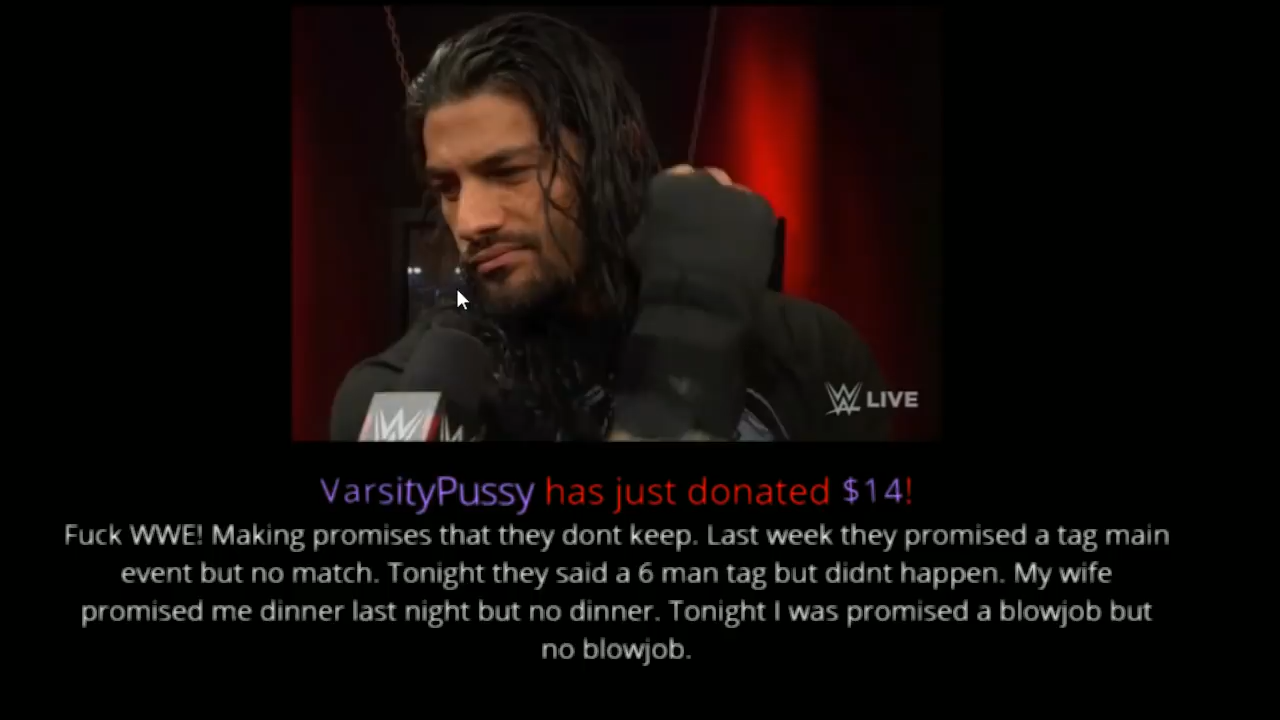 W LIVE
W
VarsityPussy has just donated $14!
Fuck WWE! Making promises that they dont keep. Last week they promised a tag main
event but no match. Tonight they said a 6 man tag but didnt happen. My wife
promised me dinner last night but no dinner. Tonight I was promised a blowjob but
no blowjob.